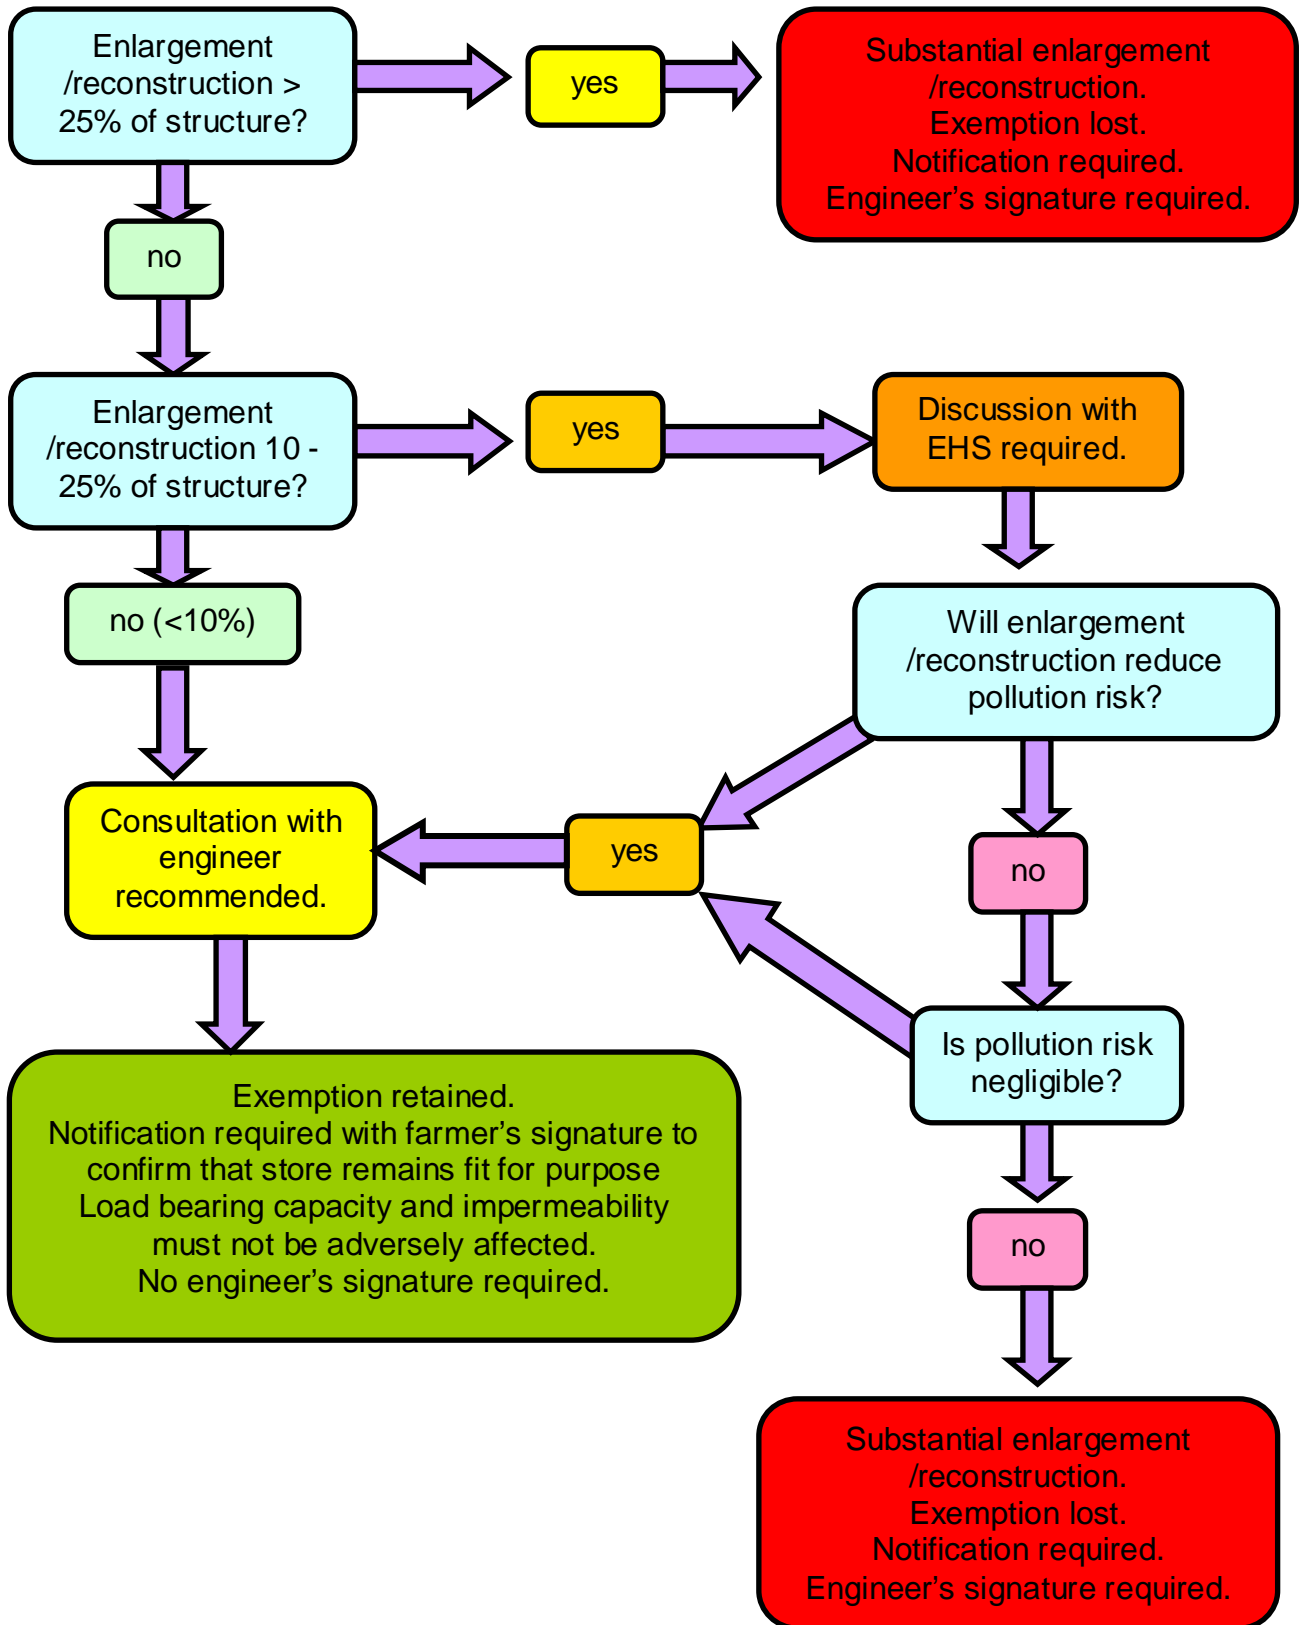 Enlargement
/reconstruction >
25% of structure?
yes
Substantial enlargement
/reconstruction.
Exemption lost.
Notification required.
Engineer’s signature required.
no
Enlargement
/reconstruction 10 -
25% of structure?
yes
Discussion with
EHS required.
no (<10%)
Will enlargement
/reconstruction reduce
pollution risk?
Consultation with
engineer
recommended.
yes
no
Is pollution risk
negligible?
Exemption retained.
Notification required with farmer’s signature to
confirm that store remains fit for purpose
Load bearing capacity and impermeability
must not be adversely affected.
No engineer’s signature required.
no
Substantial enlargement
/reconstruction.
Exemption lost.
Notification required.
Engineer’s signature required.